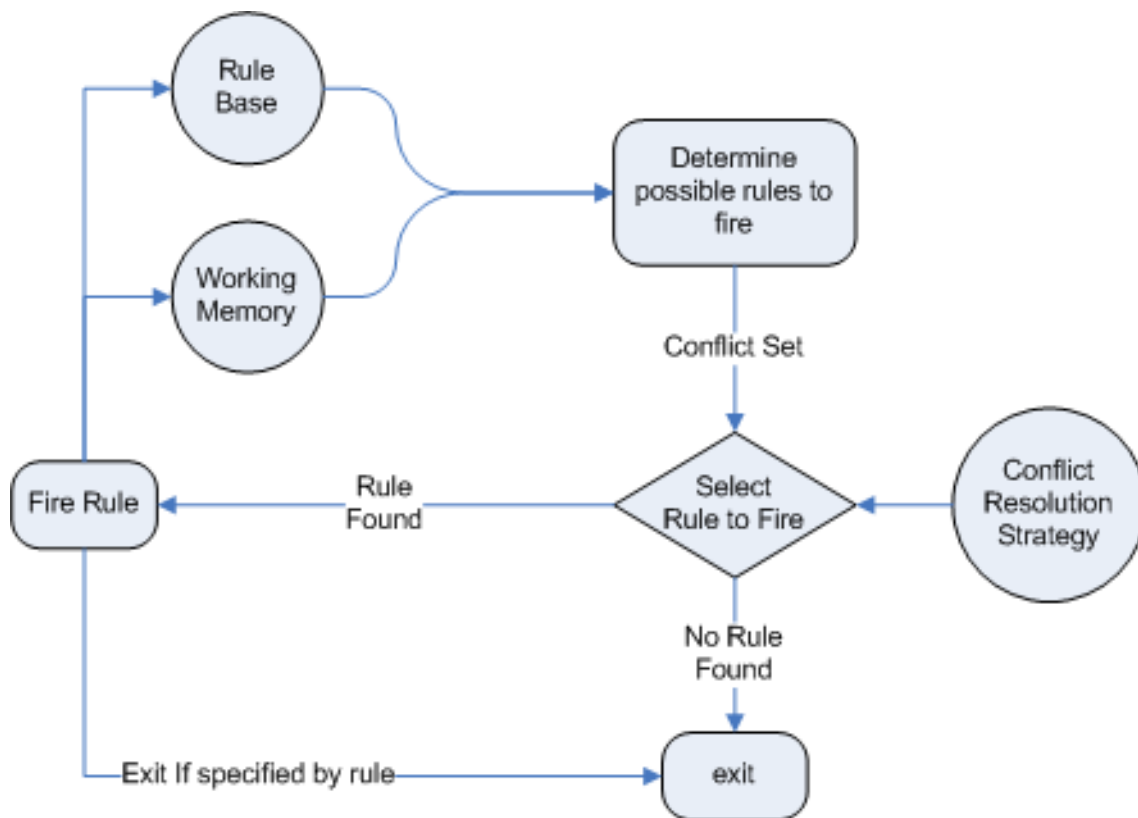 Rule
Base
Determine
possible rules to
fire
Working
Memory
Conflict Set
Fire Rule
Rule
Found
Select
Rule to Fire
Conflict
Resolution
Strategy
No Rule
Found
Exit If specified by rule
exit